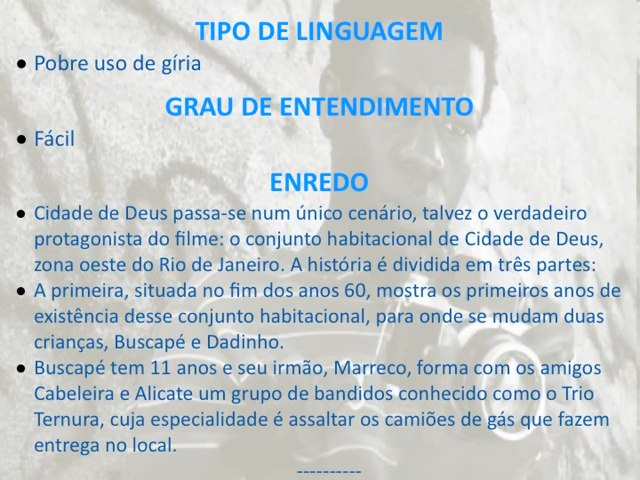 TIPO DE LINGUAGEM
● Pobre uso de gíria
GRAU DE ENTENDIMENTO
● Fácil
ENREDO
● Cidade de Deus passa-se num único cenário, talvez o verdadeiro
protagonista do filme: o conjunto habitacional de Cidade de Deus,
zona oeste do Rio de Janeiro. A história é dividida em três partes:
● A primeira, situada no fim dos anos 60, mostra os primeiros anos de
existência desse conjunto habitacional, para onde se mudam duas
crianças, Buscapé e Dadinho.
● Buscapé tem 11 anos e seu irmão, Marreco, forma com os amigos
Cabeleira e Alicate um grupo de bandidos conhecido como o Trio
Ternura, cuja especialidade é assaltar os camiões de gás que fazem
entrega no local.
----------